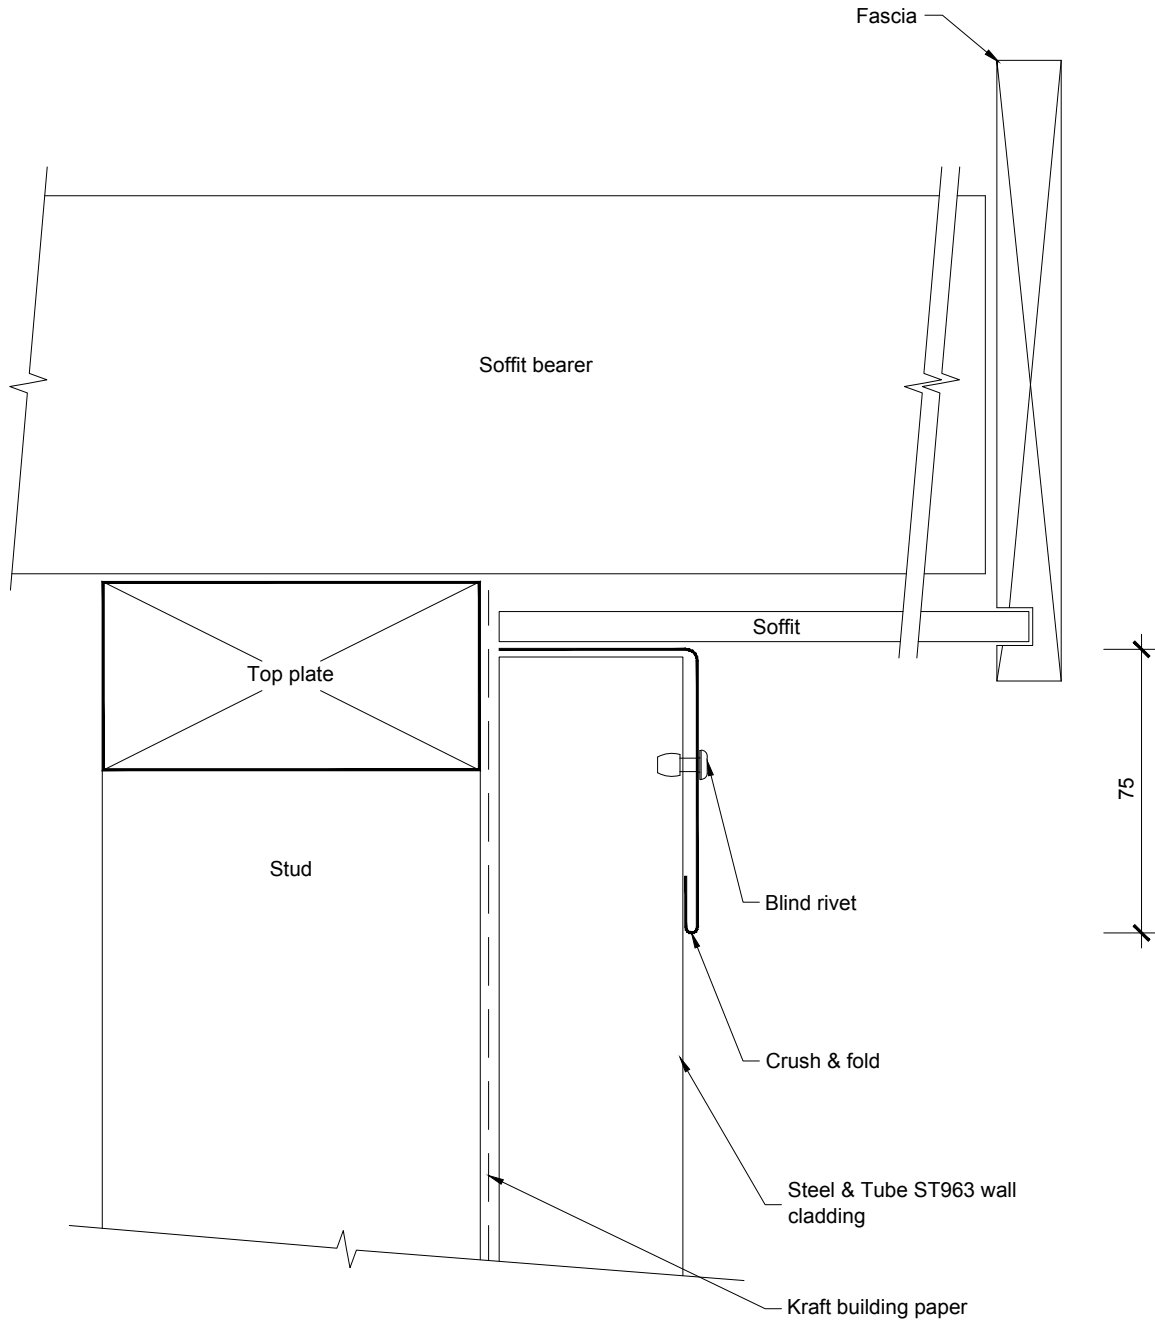 Fascia
Soffit bearer
Soffit
Top plate
75
Stud
Blind rivet
Crush & fold
Steel & Tube ST963 wall
cladding
Kraft building paper